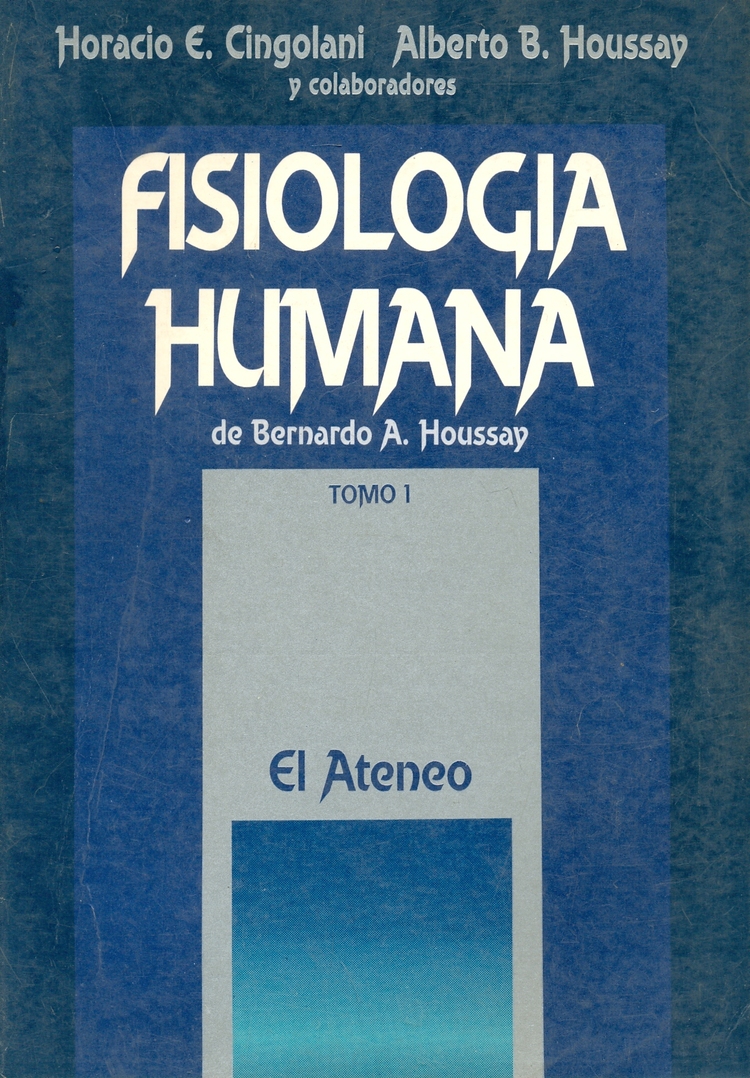 Horacio E. Cingolani Alberto B. Houssay
y colaboradores
FISIOLOGIA
HUMANA
de Bernardo A. Houssay
TOMO 1
El Ateneo